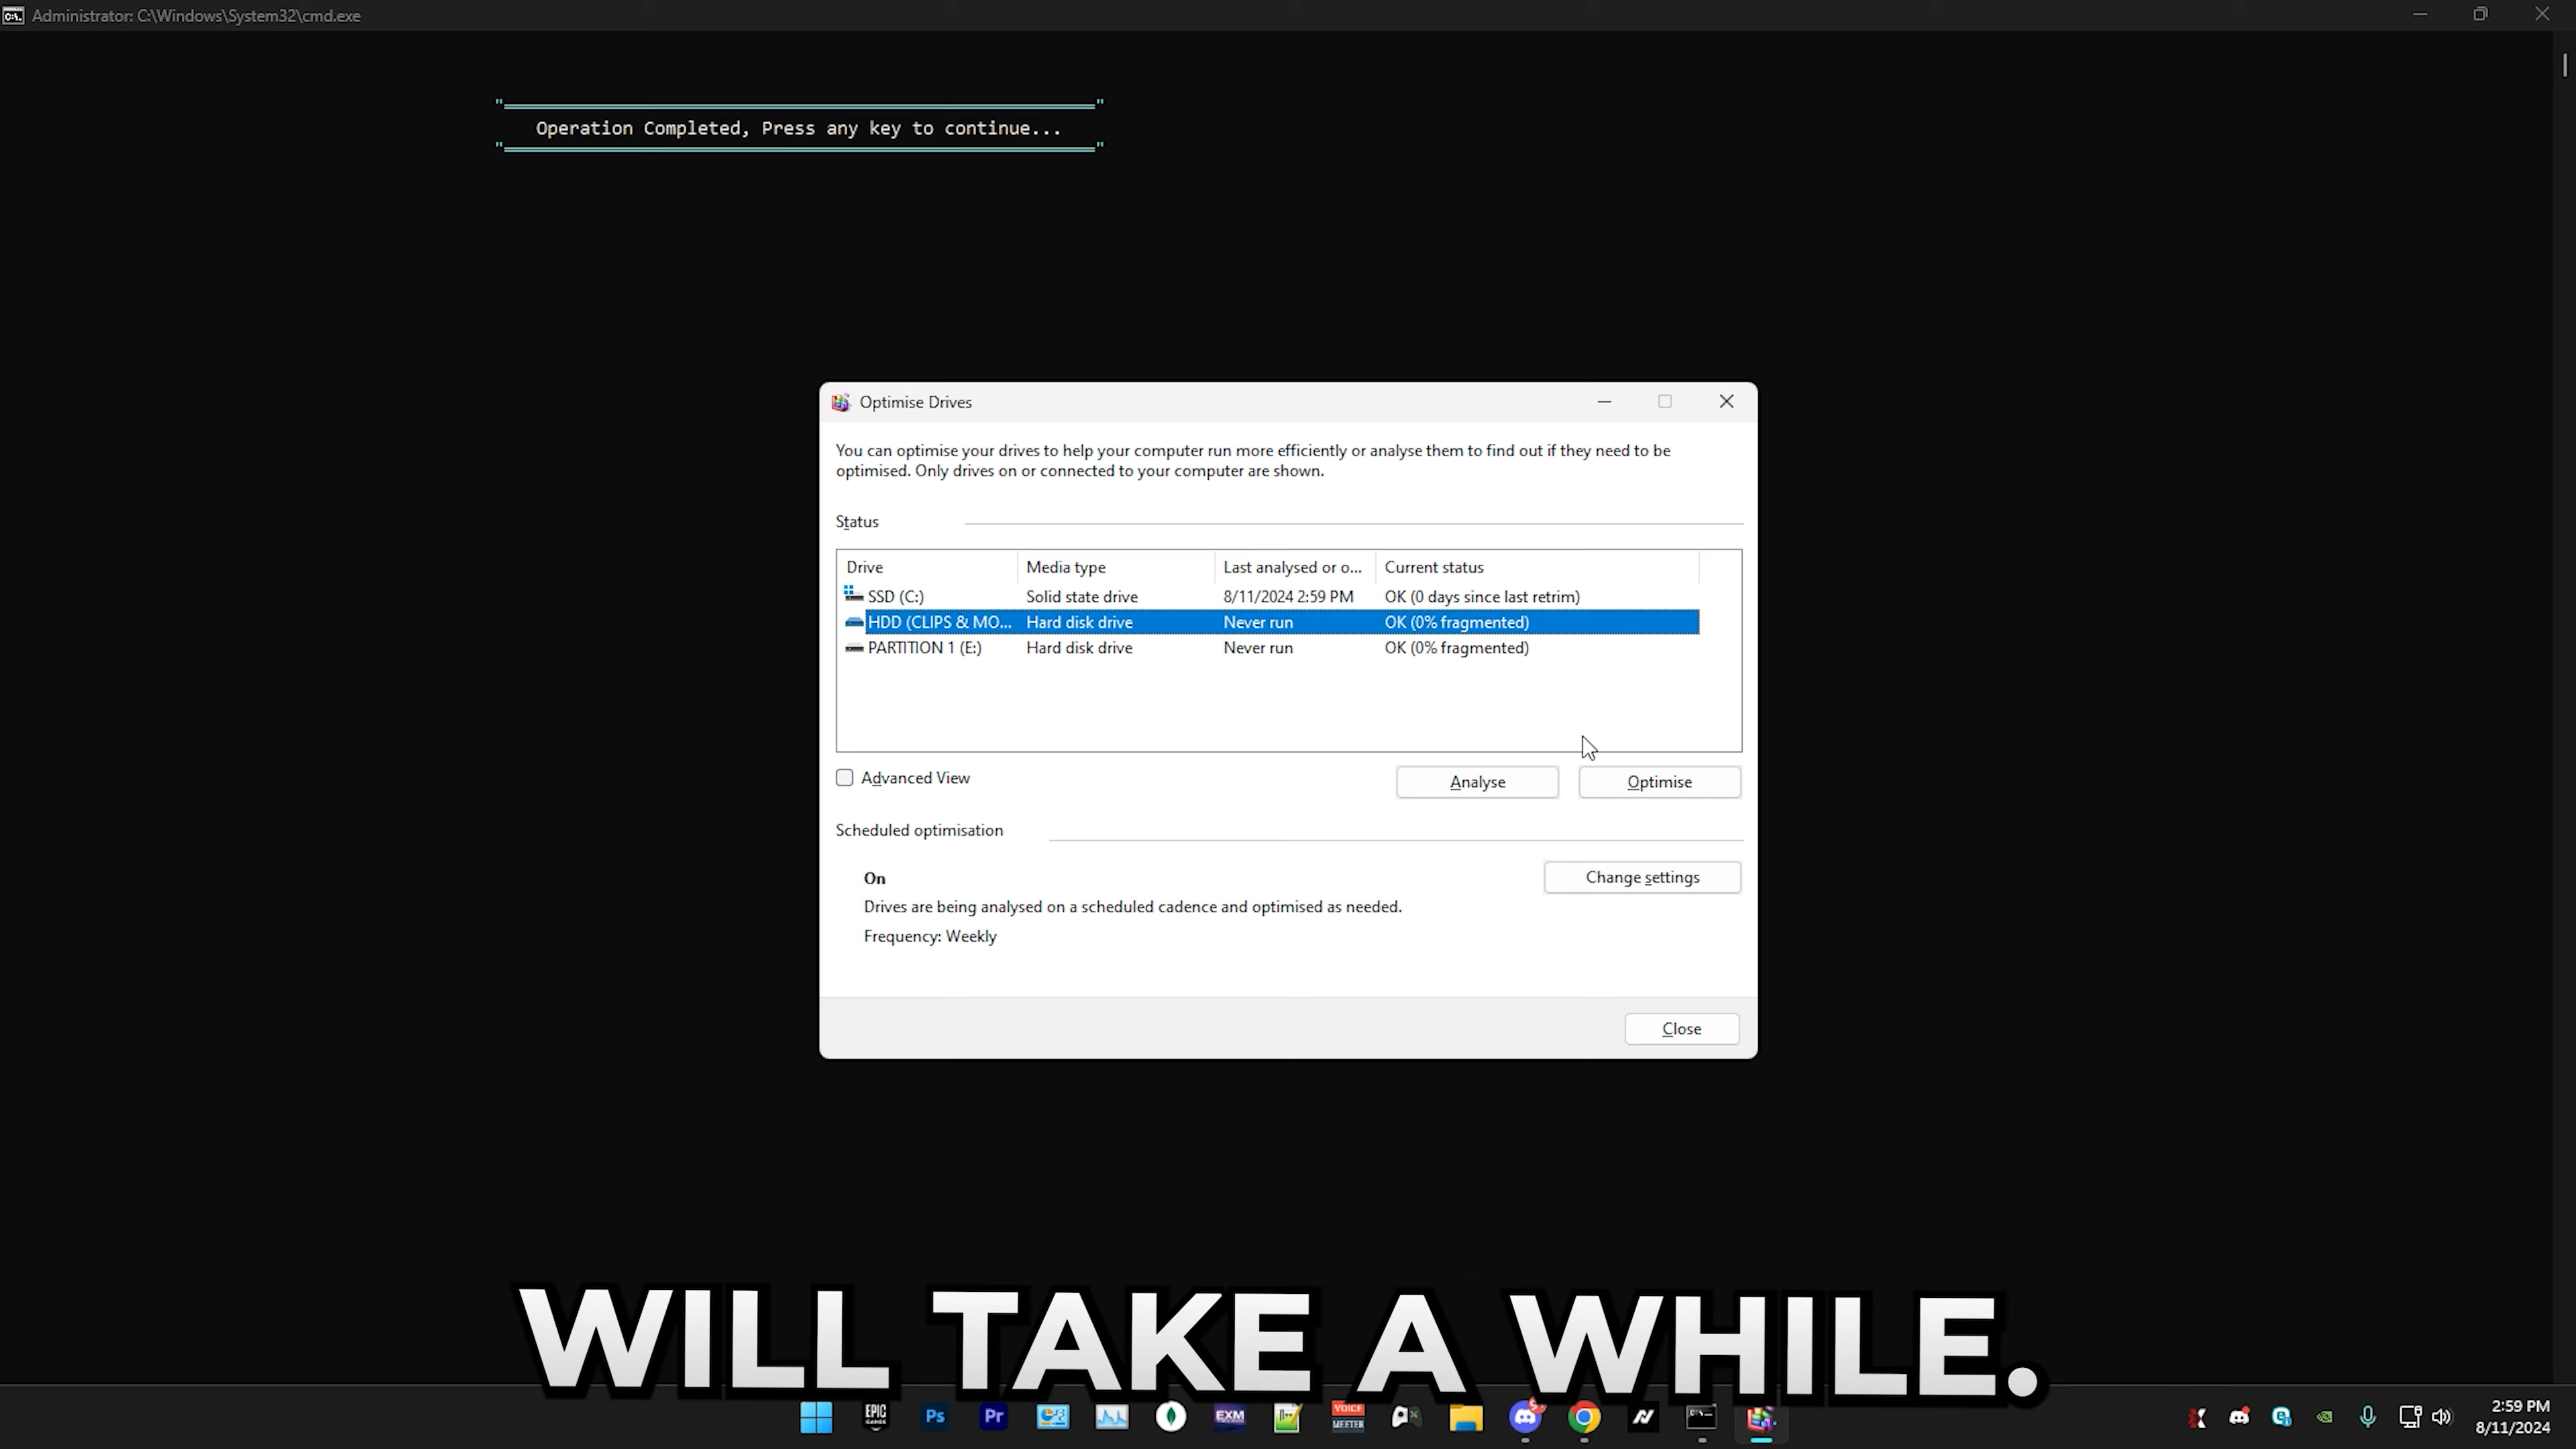 Administrator: C:\Windows\System32\cmd.exe
"═══════════════════════════════════════════"
Operation Completed, Press any key to continue...
"═══════════════════════════════════════════"
Optimise Drives
You can optimise your drives to help your computer run more efficiently or analyse them to find out if they need to be
optimised. Only drives on or connected to your computer are shown.
Status
Drive Media type Last analysed or o... Current status
SSD (C:) Solid state drive 8/11/2024 2:59 PM OK (0 days since last retrim)
HDD (CLIPS & MO... Hard disk drive Never run OK (0% fragmented)
PARTITION 1 (E:) Hard disk drive Never run OK (0% fragmented)
Advanced View Analyse Optimise
Scheduled optimisation
On Change settings
Drives are being analysed on a scheduled cadence and optimised as needed.
Frequency: Weekly
Close
WILL TAKE A WHILE.
EPIC GAMES Ps Pr EXM VOICE MEETER
2:59 PM
8/11/2024